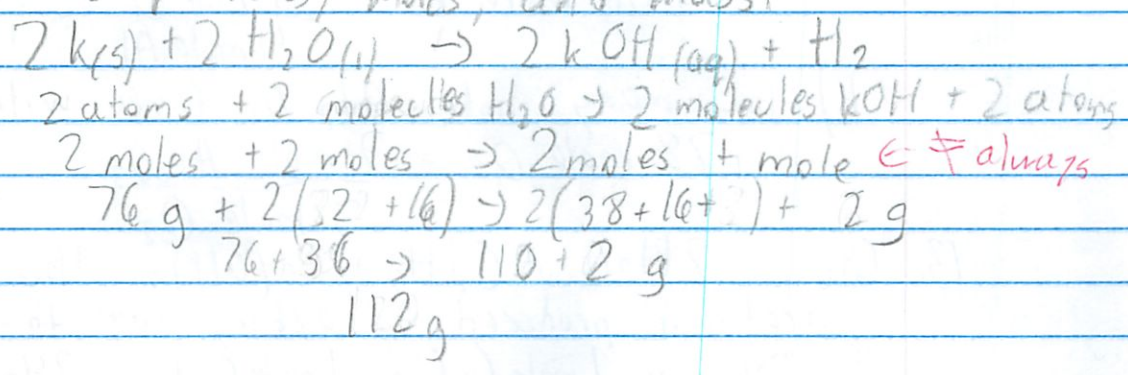 2 k(s) + 2 H₂O(l) → 2 k OH (aq) + H₂
2 atoms + 2 molecules H₂O → 2 molecules kOH + 2 atoms
2 moles + 2 moles → 2 moles + mole ← ≠ always
76 g + 2(2 + 16) → 2(38 + 16 + ) + 2 g
76 + 36 → 110 + 2 g
112 g